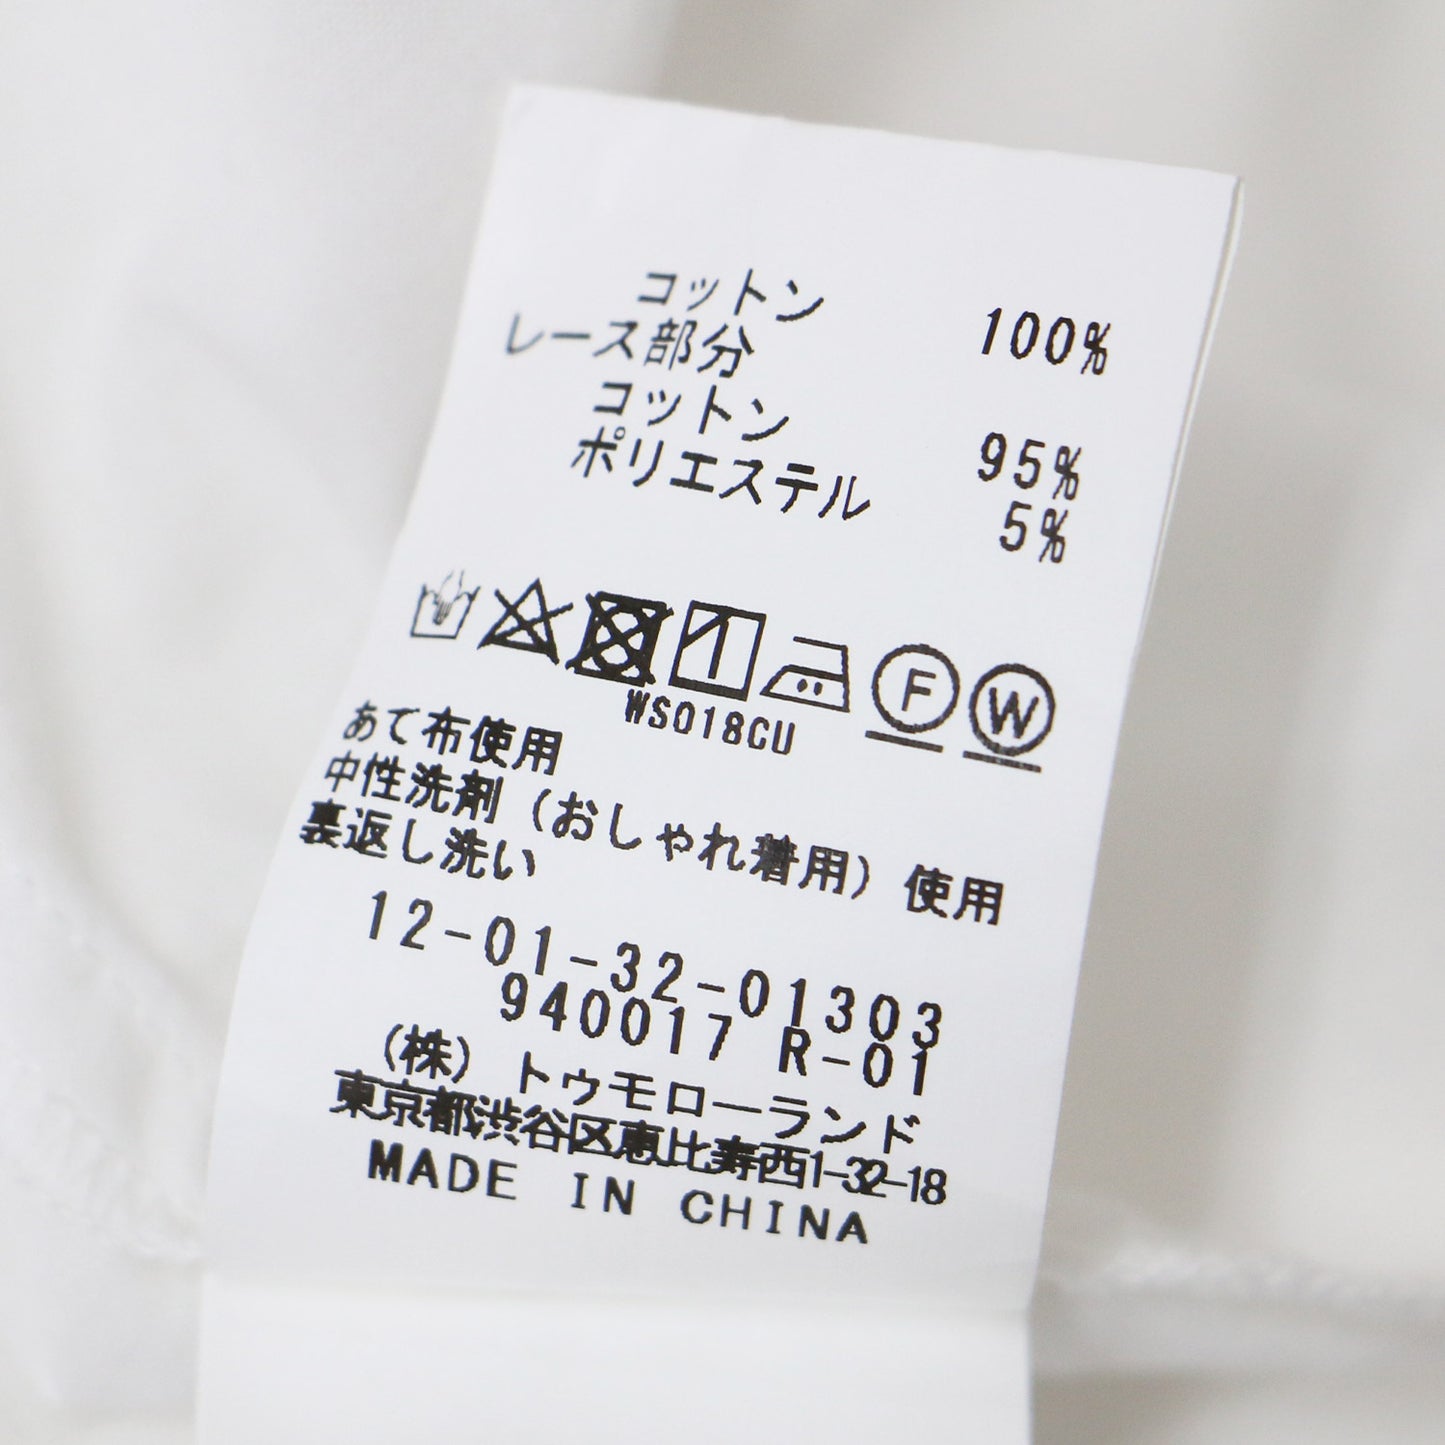 コットン 100%
レース部分
コットン 95%
ポリエステル 5%
F W
WS018CU
あて布使用
中性洗剤(おしゃれ着用)使用
裏返し洗い
12-01-32-01303
940017 R-01
(株)トゥモローランド
東京都渋谷区恵比寿西1-32-18
MADE IN CHINA